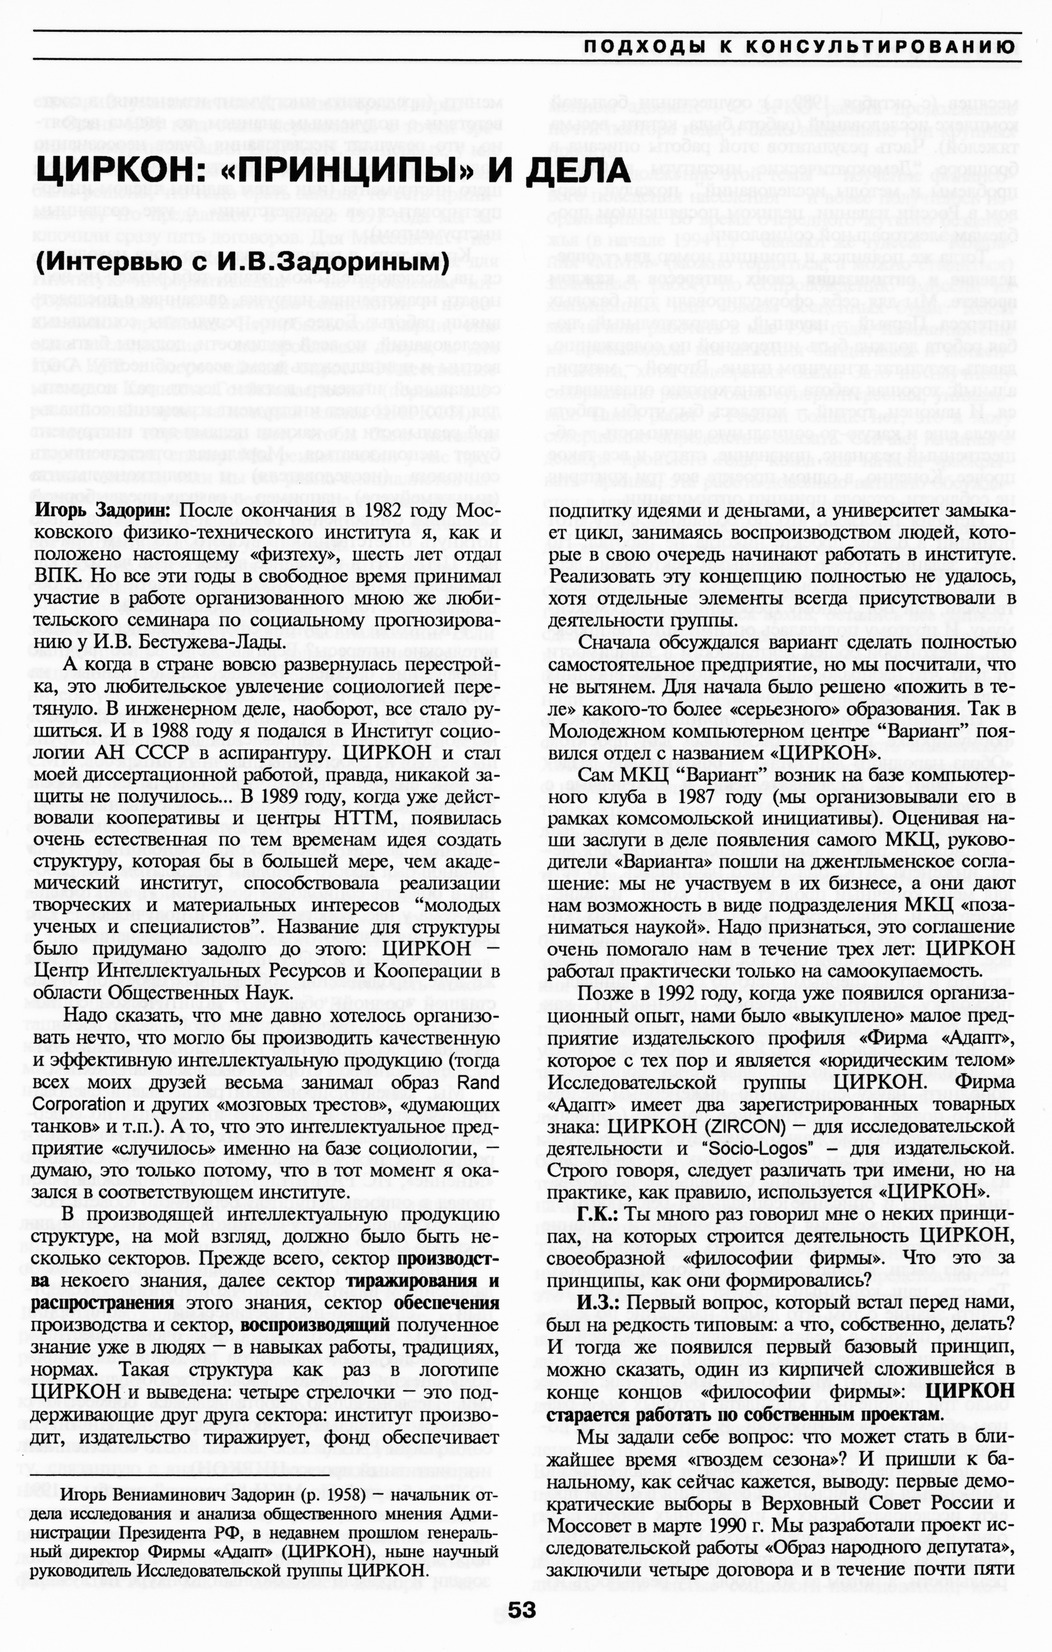 ПОДХОДЫ К КОНСУЛЬТИРОВАНИЮ
ЦИРКОН: «ПРИНЦИПЫ» И ДЕЛА
(Интервью с И.В.Задориным)
Игорь Задорин: После окончания в 1982 году Мос-
ковского физико-технического института я, как и
положено настоящему «физтеху», шесть лет отдал
ВПК. Но все эти годы в свободное время принимал
участие в работе организованного мною же люби-
тельского семинара по социальному прогнозирова-
нию у И.В. Бестужева-Лады.
А когда в стране вовсю развернулась перестрой-
ка, это любительское увлечение социологией пере-
тянуло. В инженерном деле, наоборот, все стало ру-
шиться. И в 1988 году я подался в Институт социо-
логии АН СССР в аспирантуру. ЦИРКОН и стал
моей диссертационной работой, правда, никакой за-
щиты не получилось... В 1989 году, когда уже дейст-
вовали кооперативы и центры НТТМ, появилась
очень естественная по тем временам идея создать
структуру, которая бы в большей мере, чем акаде-
мический институт, способствовала реализации
творческих и материальных интересов “молодых
ученых и специалистов”. Название для структуры
было придумано задолго до этого: ЦИРКОН —
Центр Интеллектуальных Ресурсов и Кооперации в
области Общественных Наук.
Надо сказать, что мне давно хотелось организо-
вать нечто, что могло бы производить качественную
и эффективную интеллектуальную продукцию (тогда
всех моих друзей весьма занимал образ Rand
Corporation и других «мозговых трестов», «думающих
танков» и т.п.). А то, что это интеллектуальное пред-
приятие «случилось» именно на базе социологии, —
думаю, это только потому, что в тот момент я ока-
зался в соответствующем институте.
В производящей интеллектуальную продукцию
структуре, на мой взгляд, должно было быть не-
сколько секторов. Прежде всего, сектор производст-
ва некоего знания, далее сектор тиражирования и
распространения этого знания, сектор обеспечения
производства и сектор, воспроизводящий полученное
знание уже в людях — в навыках работы, традициях,
нормах. Такая структура как раз в логотипе
ЦИРКОН и выведена: четыре стрелочки — это под-
держивающие друг друга сектора: институт произво-
дит, издательство тиражирует, фонд обеспечивает
Игорь Вениаминович Задорин (р. 1958) — начальник от-
дела исследования и анализа общественного мнения Адми-
нистрации Президента РФ, в недавнем прошлом генераль-
ный директор Фирмы «Адапт» (ЦИРКОН), ныне научный
руководитель Исследовательской группы ЦИРКОН.
подпитку идеями и деньгами, а университет замыка-
ет цикл, занимаясь воспроизводством людей, кото-
рые в свою очередь начинают работать в институте.
Реализовать эту концепцию полностью не удалось,
хотя отдельные элементы всегда присутствовали в
деятельности группы.
Сначала обсуждался вариант сделать полностью
самостоятельное предприятие, но мы посчитали, что
не вытянем. Для начала было решено «пожить в те-
ле» какого-то более «серьезного» образования. Так в
Молодежном компьютерном центре “Вариант” поя-
вился отдел с названием «ЦИРКОН».
Сам МКЦ “Вариант” возник на базе компьютер-
ного клуба в 1987 году (мы организовывали его в
рамках комсомольской инициативы). Оценивая на-
ши заслуги в деле появления самого МКЦ, руково-
дители «Варианта» пошли на джентльменское согла-
шение: мы не участвуем в их бизнесе, а они дают
нам возможность в виде подразделения МКЦ «поза-
ниматься наукой». Надо признаться, это соглашение
очень помогало нам в течение трех лет: ЦИРКОН
работал практически только на самоокупаемость.
Позже в 1992 году, когда уже появился организа-
ционный опыт, нами было «выкуплено» малое пред-
приятие издательского профиля «Фирма «Адапт»,
которое с тех пор и является «юридическим телом»
Исследовательской группы ЦИРКОН. Фирма
«Адапт» имеет два зарегистрированных товарных
знака: ЦИРКОН (ZIRCON) — для исследовательской
деятельности и “Socio-Logos” — для издательской.
Строго говоря, следует различать три имени, но на
практике, как правило, используется «ЦИРКОН».
Г.К.: Ты много раз говорил мне о неких принци-
пах, на которых строится деятельность ЦИРКОН,
своеобразной «философии фирмы». Что это за
принципы, как они формировались?
И.З.: Первый вопрос, который встал перед нами,
был на редкость типовым: а что, собственно, делать?
И тогда же появился первый базовый принцип,
можно сказать, один из кирпичей сложившейся в
конце концов «философии фирмы»: ЦИРКОН
старается работать по собственным проектам.
Мы задали себе вопрос: что может стать в бли-
жайшее время «гвоздем сезона»? И пришли к ба-
нальному, как сейчас кажется, выводу: первые демо-
кратические выборы в Верховный Совет России и
Моссовет в марте 1990 г. Мы разработали проект ис-
следовательской работы «Образ народного депутата»,
заключили четыре договора и в течение почти пяти
53